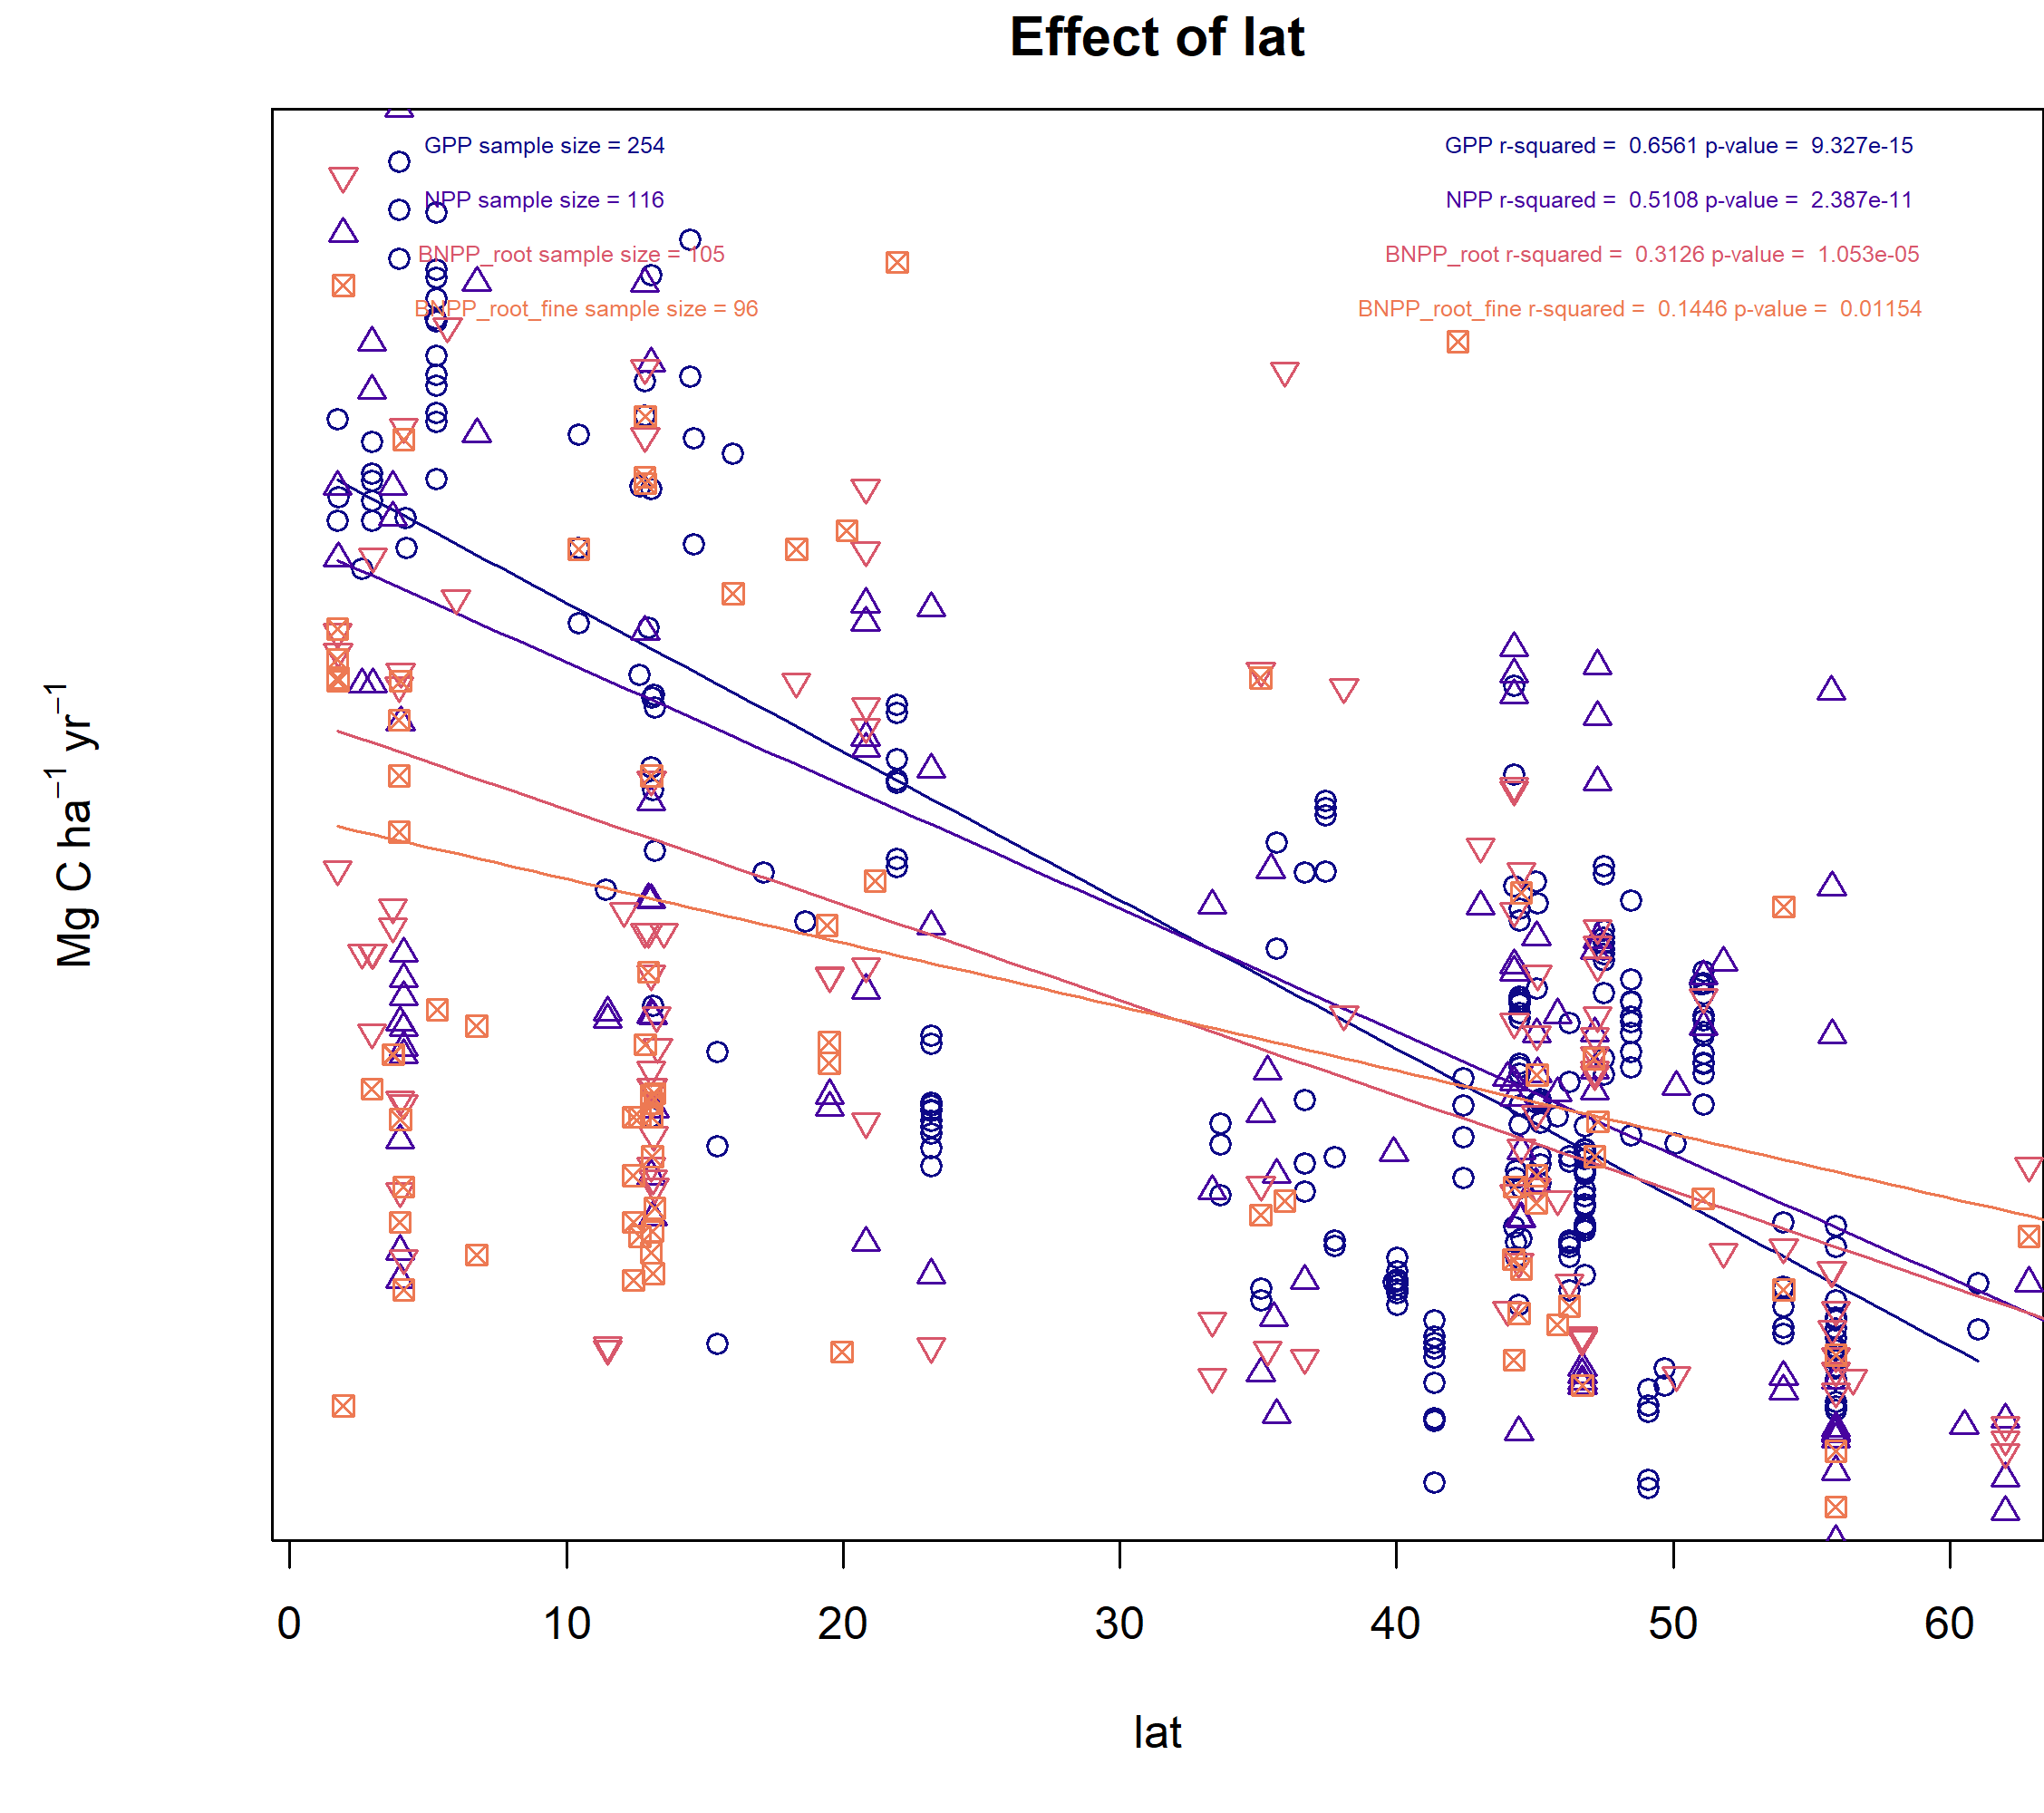 Effect of lat
GPP sample size = 254
GPP r-squared = 0.6561 p-value = 9.327e-15
NPP sample size = 116
NPP r-squared = 0.5108 p-value = 2.387e-11
BNPP_root sample size = 105
BNPP_root r-squared = 0.3126 p-value = 1.053e-05
BNPP_root_fine sample size = 96
BNPP_root_fine r-squared = 0.1446 p-value = 0.01154
Mg C ha⁻¹ yr⁻¹
0 10 20 30 40 50 60
lat